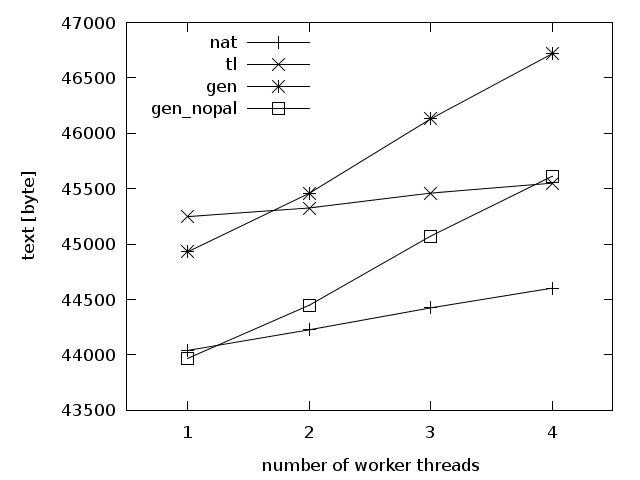 47000
46500
46000
45500
45000
44500
44000
43500
text [byte]
nat
tl
gen
gen_nopal
1 2 3 4
number of worker threads